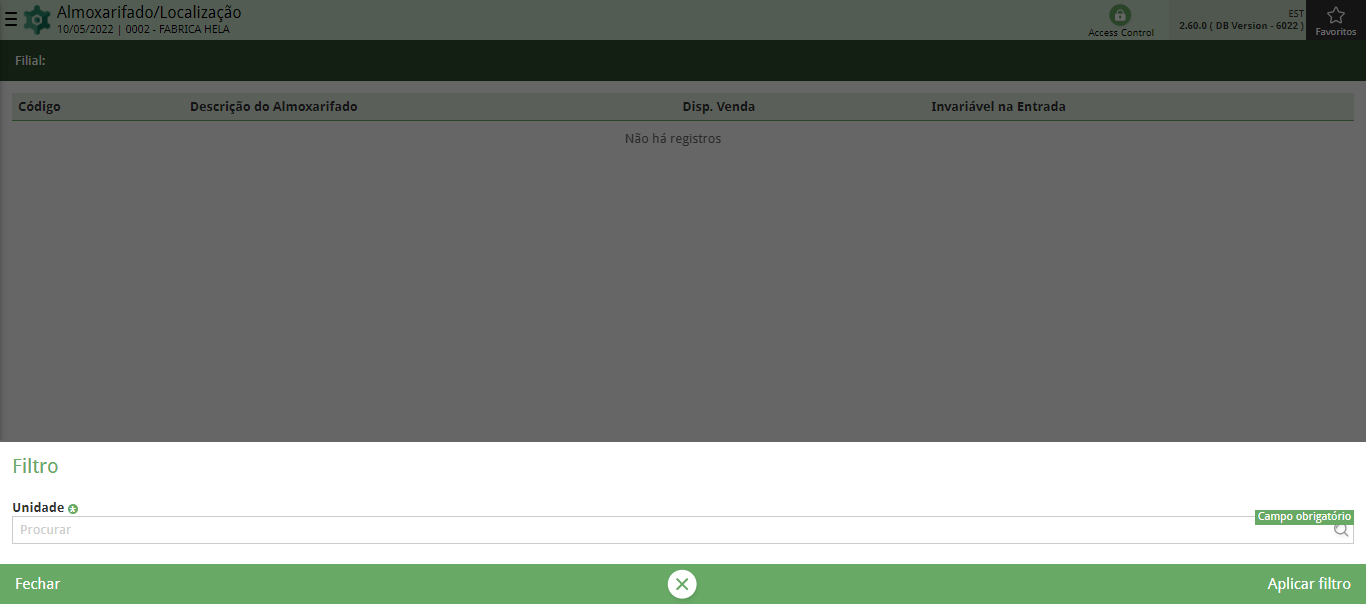 Almoxarifado/Localização
10/05/2022 | 0002 - FABRICA HELA
Access Control
EST
2.60.0 ( DB Version - 6022 )
Favoritos
Filial:
Código Descrição do Almoxarifado Disp. Venda Invariável na Entrada
Não há registros
Filtro
Unidade
Campo obrigatório
Procurar
Fechar Aplicar filtro